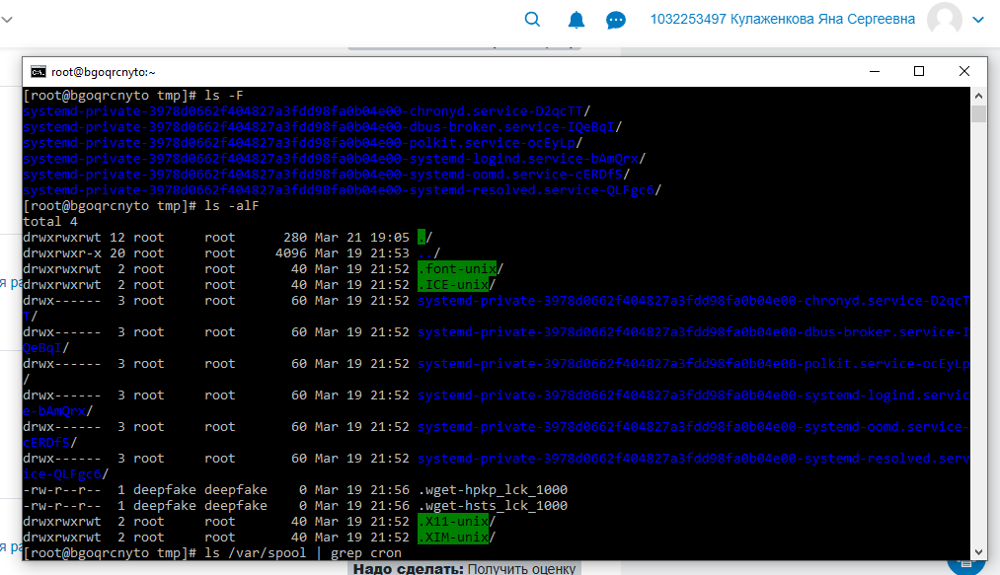 1032253497 Кулаженкова Яна Сергеевна
root@bgoqrcnyto:~
[root@bgoqrcnyto tmp]# ls -F
systemd-private-3978d0662f404827a3fdd98fa0b04e00-chronyd.service-D2qcTT/
systemd-private-3978d0662f404827a3fdd98fa0b04e00-dbus-broker.service-IQeBqI/
systemd-private-3978d0662f404827a3fdd98fa0b04e00-polkit.service-ocEyLp/
systemd-private-3978d0662f404827a3fdd98fa0b04e00-systemd-logind.service-bAmQrx/
systemd-private-3978d0662f404827a3fdd98fa0b04e00-systemd-oomd.service-cERDf5/
systemd-private-3978d0662f404827a3fdd98fa0b04e00-systemd-resolved.service-QLFgc6/
[root@bgoqrcnyto tmp]# ls -alF
total 4
drwxrwxrwt 12 root     root      280 Mar 21 19:05 ./
drwxrwxr-x 20 root     root     4096 Mar 19 21:53 ../
drwxrwxrwt  2 root     root       40 Mar 19 21:52 .font-unix/
drwxrwxrwt  2 root     root       40 Mar 19 21:52 .ICE-unix/
drwx------  3 root     root       60 Mar 19 21:52 systemd-private-3978d0662f404827a3fdd98fa0b04e00-chronyd.service-D2qcT
T/
drwx------  3 root     root       60 Mar 19 21:52 systemd-private-3978d0662f404827a3fdd98fa0b04e00-dbus-broker.service-I
QeBqI/
drwx------  3 root     root       60 Mar 19 21:52 systemd-private-3978d0662f404827a3fdd98fa0b04e00-polkit.service-ocEyLp
/
drwx------  3 root     root       60 Mar 19 21:52 systemd-private-3978d0662f404827a3fdd98fa0b04e00-systemd-logind.servic
e-bAmQrx/
drwx------  3 root     root       60 Mar 19 21:52 systemd-private-3978d0662f404827a3fdd98fa0b04e00-systemd-oomd.service-
cERDf5/
drwx------  3 root     root       60 Mar 19 21:52 systemd-private-3978d0662f404827a3fdd98fa0b04e00-systemd-resolved.serv
ice-QLFgc6/
-rw-r--r--  1 deepfake deepfake    0 Mar 19 21:56 .wget-hpkp_lck_1000
-rw-r--r--  1 deepfake deepfake    0 Mar 19 21:56 .wget-hsts_lck_1000
drwxrwxrwt  2 root     root       40 Mar 19 21:52 .X11-unix/
drwxrwxrwt  2 root     root       40 Mar 19 21:52 .XIM-unix/
[root@bgoqrcnyto tmp]# ls /var/spool | grep cron
Надо сделать: Получить оценку